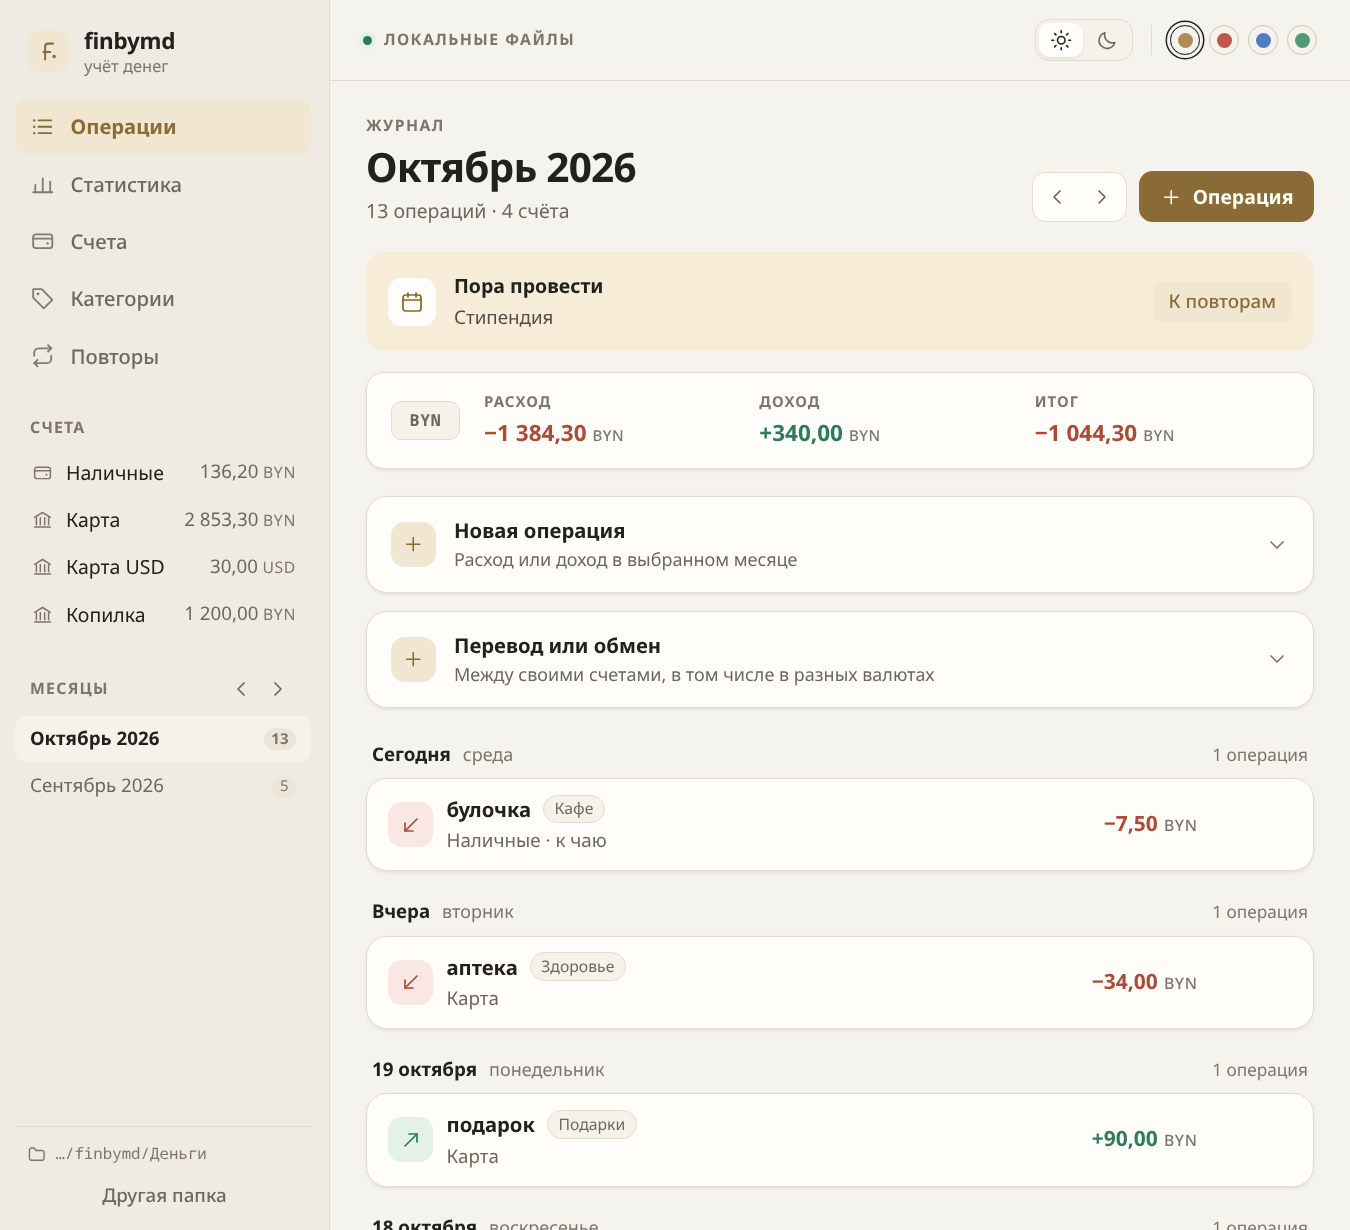 finbymd
учёт денег
Операции
Статистика
Счета
Категории
Повторы
СЧЕТА
Наличные 136,20 BYN
Карта 2 853,30 BYN
Карта USD 30,00 USD
Копилка 1 200,00 BYN
МЕСЯЦЫ
Октябрь 2026 13
Сентябрь 2026 5
…/finbymd/Деньги
Другая папка
ЛОКАЛЬНЫЕ ФАЙЛЫ
ЖУРНАЛ
Октябрь 2026
13 операций · 4 счёта
Операция
Пора провести
Стипендия
К повторам
BYN
РАСХОД
−1 384,30 BYN
ДОХОД
+340,00 BYN
ИТОГ
−1 044,30 BYN
Новая операция
Расход или доход в выбранном месяце
Перевод или обмен
Между своими счетами, в том числе в разных валютах
Сегодня среда 1 операция
булочка Кафе
Наличные · к чаю
−7,50 BYN
Вчера вторник 1 операция
аптека Здоровье
Карта
−34,00 BYN
19 октября понедельник 1 операция
подарок Подарки
Карта
+90,00 BYN
18 октября воскресенье 1 операция